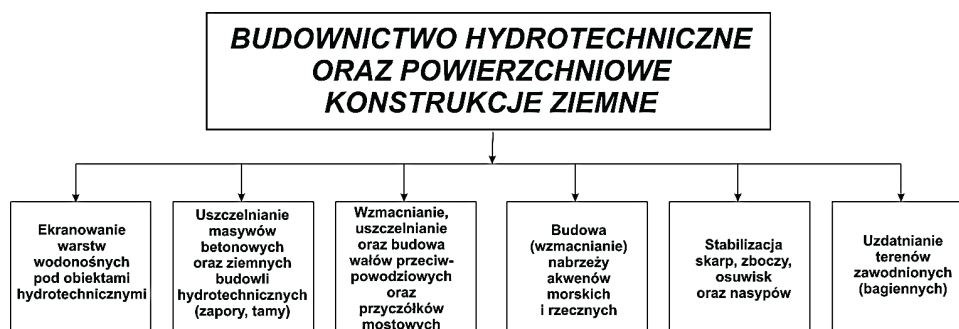 BUDOWNICTWO HYDROTECHNICZNE
ORAZ POWIERZCHNIOWE
KONSTRUKCJE ZIEMNE
Ekranowanie
warstw
wodonośnych
pod obiektami
hydrotechnicznymi
Uszczelnianie
masywów
betonowych
oraz ziemnych
budowli
hydrotechnicznych
(zapory, tamy)
Wzmacnianie,
uszczelnianie
oraz budowa
wałów przeciw-
powodziowych
oraz
przyczółków
mostowych
Budowa
(wzmacnianie)
nabrzeży
akwenów
morskich
i rzecznych
Stabilizacja
skarp, zboczy,
osuwisk
oraz nasypów
Uzdatnianie
terenów
zawodnionych
(bagiennych)